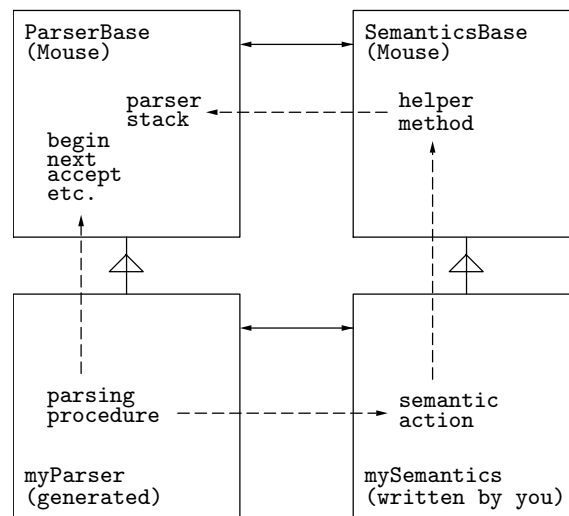 ParserBase
(Mouse)
parser
stack
begin
next
accept
etc.
SemanticsBase
(Mouse)
helper
method
parsing
procedure
myParser
(generated)
semantic
action
mySemantics
(written by you)